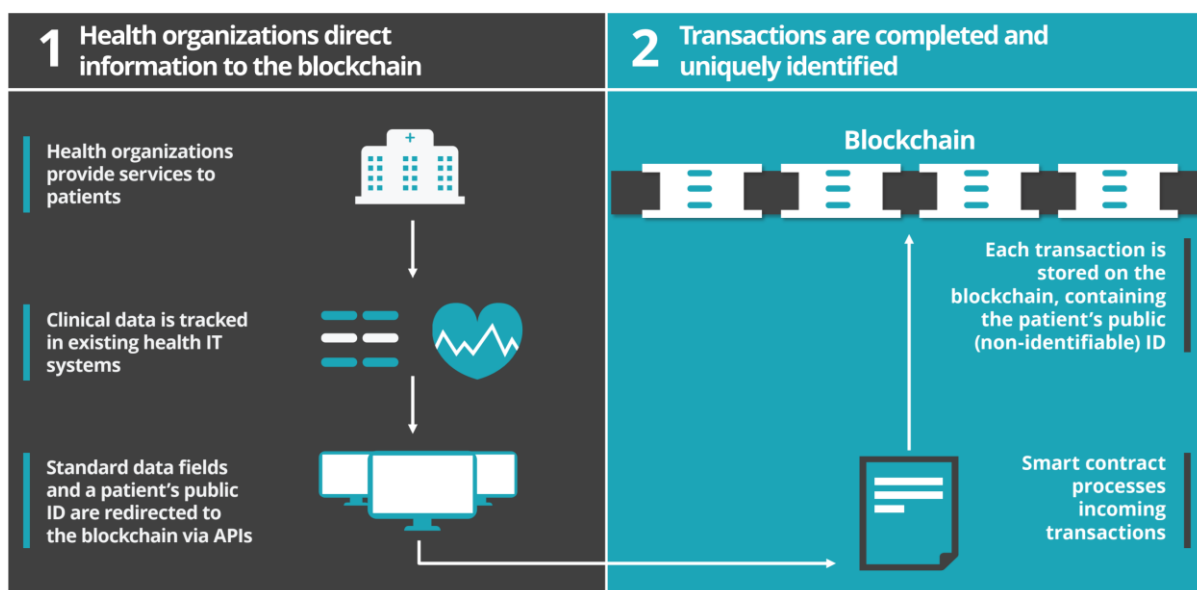 1
Health organizations direct
information to the blockchain
Health organizations
provide services to
patients
Clinical data is tracked
in existing health IT
systems
Standard data fields
and a patient's public
ID are redirected to
the blockchain via APIs
2
Transactions are completed and
uniquely identified
Blockchain
Each transaction is
stored on the
blockchain, containing
the patient's public
(non-identifiable) ID
Smart contract
processes
incoming
transactions